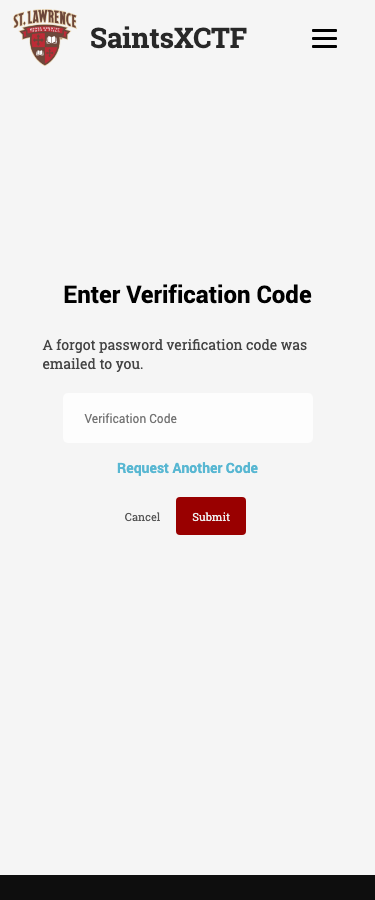 ST. LAWRENCE
SaintsXCTF
Enter Verification Code
A forgot password verification code was
emailed to you.
Verification Code
Request Another Code
Cancel
Submit